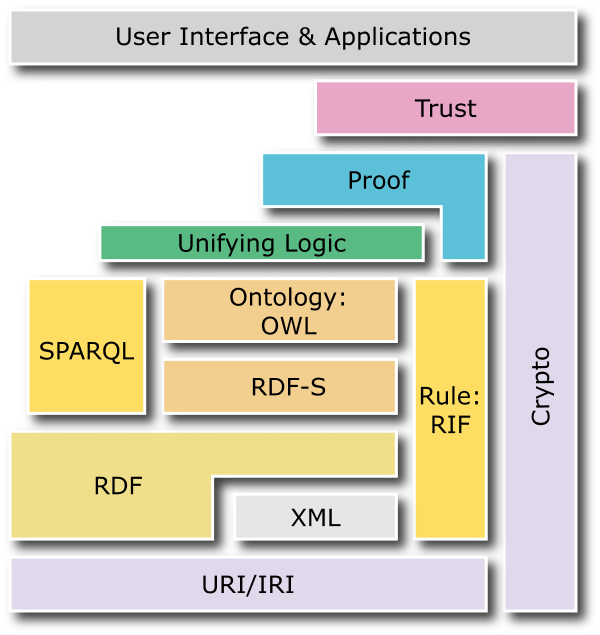 User Interface & Applications
Trust
Proof
Unifying Logic
Ontology:
OWL
SPARQL
RDF-S
Rule:
RIF
Crypto
RDF
XML
URI/IRI